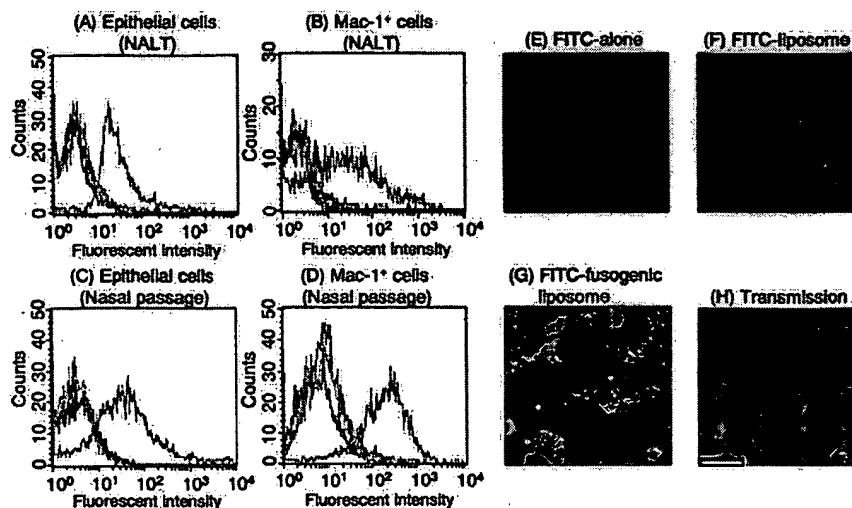 (A) Epithelial cells
(NALT)
50
40
30
20
10
0
Counts
10⁰ 10¹ 10² 10³ 10⁴
Fluorescent Intensity
(B) Mac-1⁺ cells
(NALT)
30
20
10
0
Counts
10⁰ 10¹ 10² 10³ 10⁴
Fluorescent Intensity
(E) FITC-alone
(F) FITC-liposome
(C) Epithelial cells
(Nasal passage)
50
40
30
20
10
0
Counts
10⁰ 10¹ 10² 10³ 10⁴
Fluorescent Intensity
(D) Mac-1⁺ cells
(Nasal passage)
50
40
30
20
10
0
Counts
10⁰ 10¹ 10² 10³ 10⁴
Fluorescent Intensity
(G) FITC-fusogenic
liposome
(H) Transmission